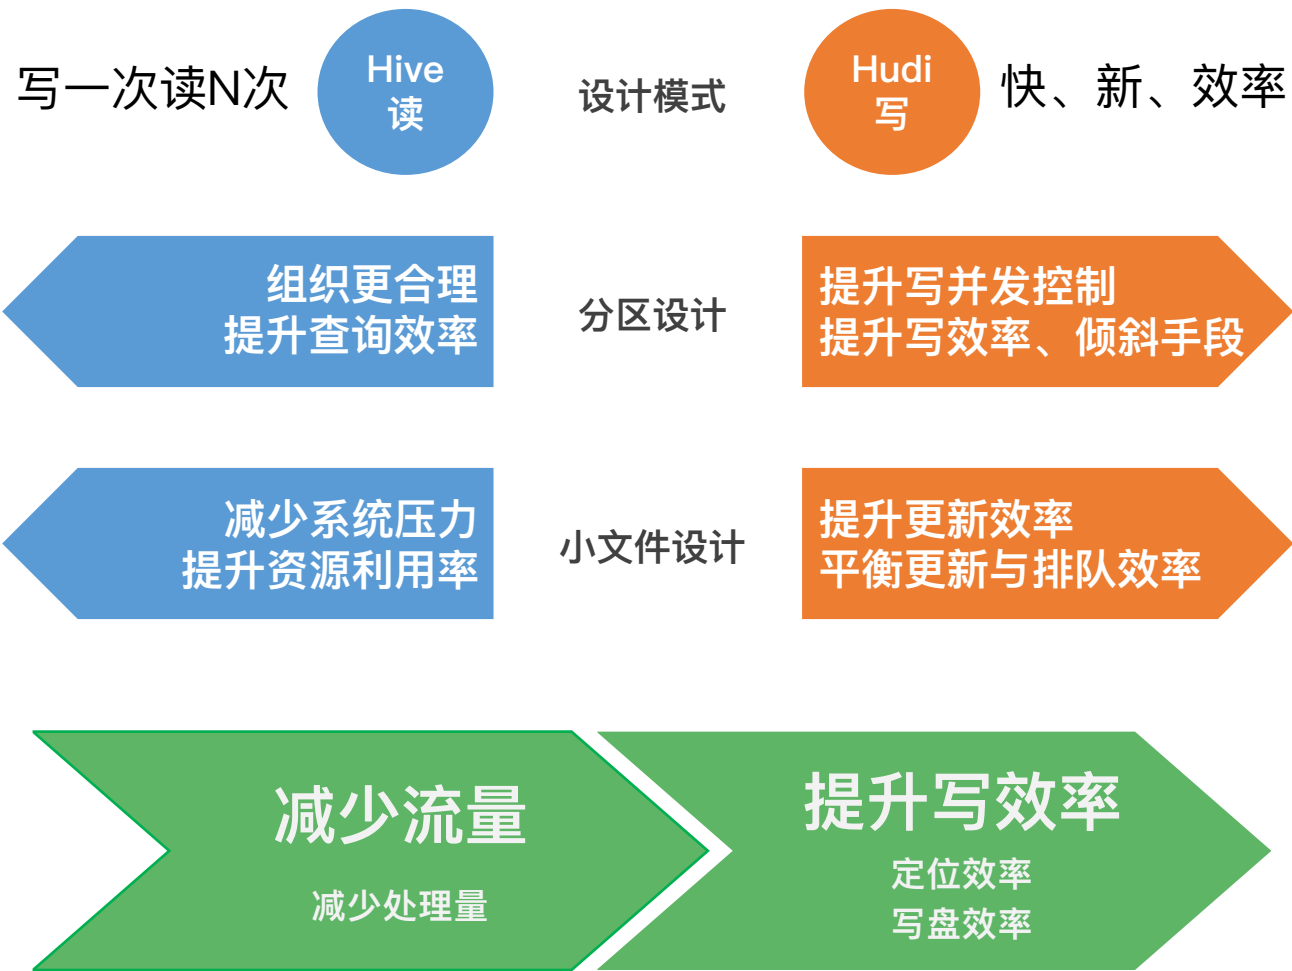 写一次读N次
Hive
读
设计模式
Hudi
写
快、新、效率
组织更合理
提升查询效率
分区设计
提升写并发控制
提升写效率、倾斜手段
减少系统压力
提升资源利用率
小文件设计
提升更新效率
平衡更新与排队效率
减少流量
减少处理量
提升写效率
定位效率
写盘效率